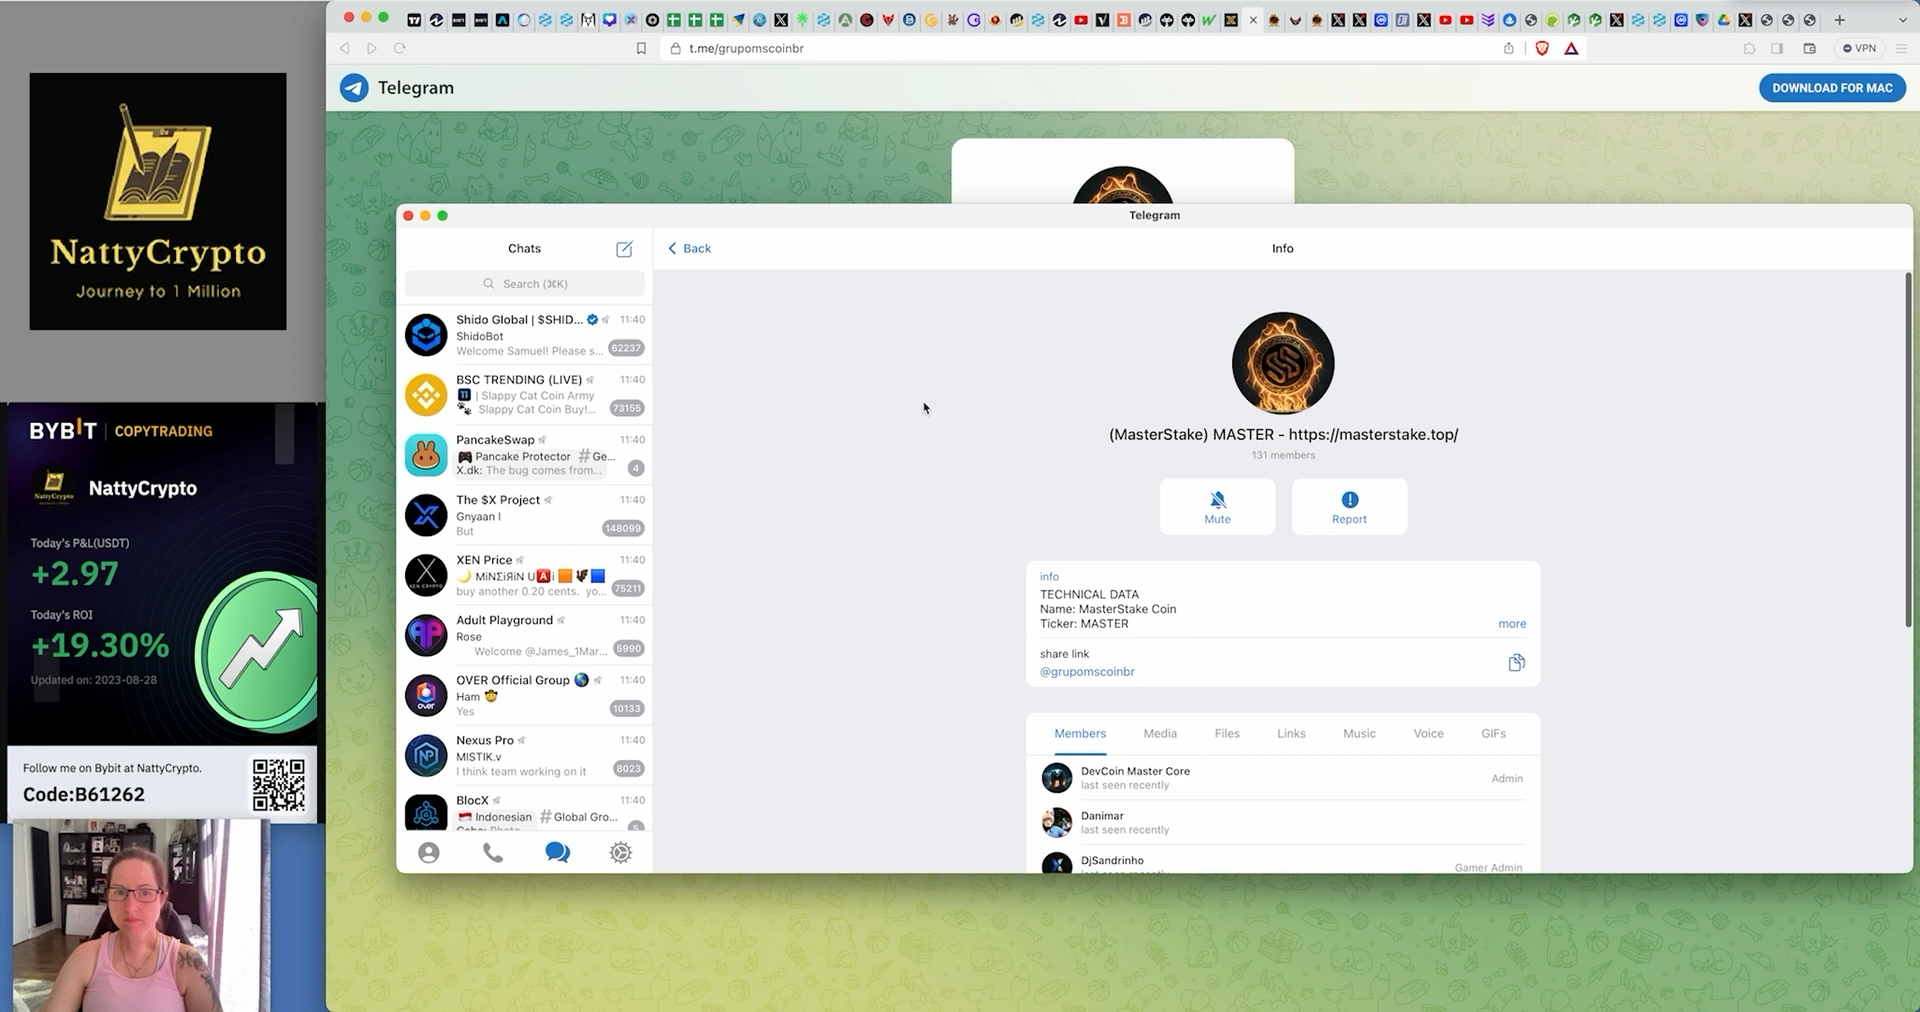 NattyCrypto
Journey to 1 Million
BYBIT | COPYTRADING
NattyCrypto
Today's P&L(USDT)
+2.97
Today's ROI
+19.30%
Updated on: 2023-08-28
Follow me on Bybit at NattyCrypto.
Code:B61262
t.me/grupomscoinbr
VPN
Telegram
DOWNLOAD FOR MAC
Telegram
Chats
Search (⌘K)
Shido Global | $SHID... 11:40
ShidoBot
Welcome Samuel! Please s... 62237
BSC TRENDING (LIVE) 11:40
| Slappy Cat Coin Army
Slappy Cat Coin Buy!... 73155
PancakeSwap 11:40
Pancake Protector # Ge...
X.dk: The bug comes from... 4
The $X Project 11:40
Gnyaan I
But 148099
XEN Price 11:40
MiNΣiЯiN U🅰i
buy another 0.20 cents. yo... 75211
Adult Playground 11:40
Rose
Welcome @James_1Mar... 5990
OVER Official Group 11:40
Ham
Yes 10133
Nexus Pro 11:40
MISTIK.v
I think team working on it 8023
BlocX 11:40
Indonesian # Global Gro...
Back
Info
(MasterStake) MASTER - https://masterstake.top/
131 members
Mute
Report
info
TECHNICAL DATA
Name: MasterStake Coin
Ticker: MASTER
more
share link
@grupomscoinbr
Members Media Files Links Music Voice GIFs
DevCoin Master Core
last seen recently
Admin
Danimar
last seen recently
DjSandrinho
Gamer Admin